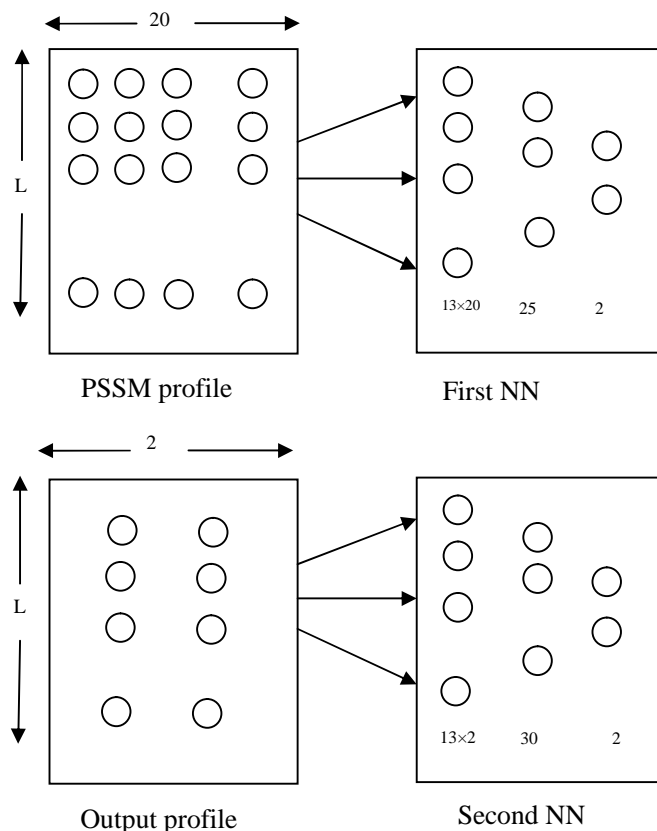 20
L
13×20 25 2
PSSM profile First NN
2
L
13×2 30 2
Output profile Second NN